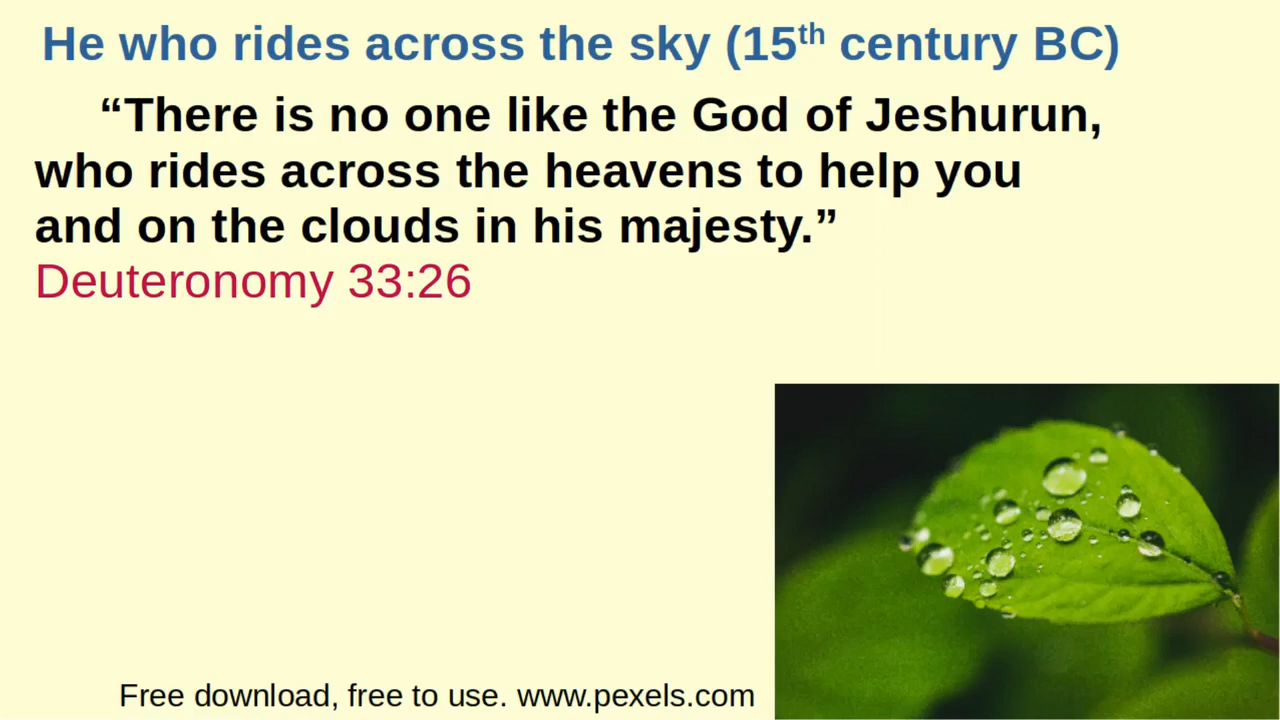 He who rides across the sky (15th century BC)
“There is no one like the God of Jeshurun,
who rides across the heavens to help you
and on the clouds in his majesty.”
Deuteronomy 33:26
Free download, free to use. www.pexels.com